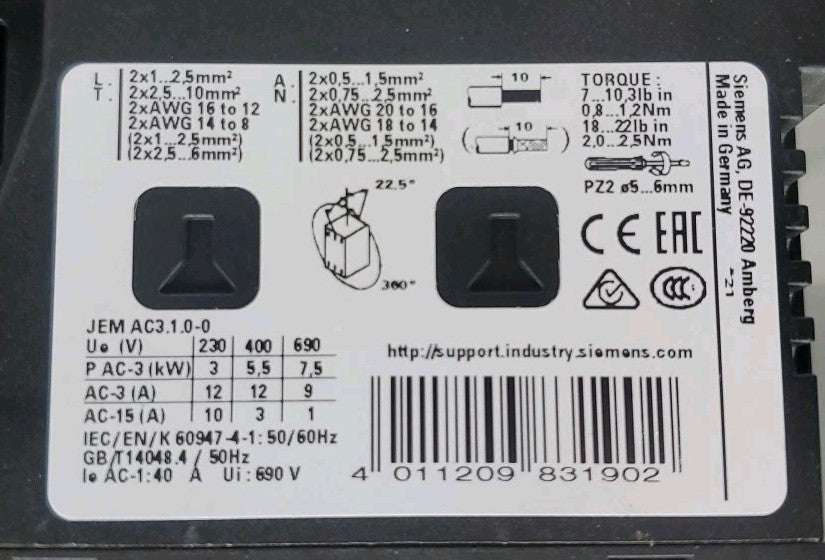 L. 2x1...2,5mm² A. 2x0,5...1,5mm² 10 TORQUE:
T. 2x2,5...10mm² N. 2x0,75...2,5mm² 7...10,3lb in
2xAWG 16 to 12 2xAWG 20 to 16 0,8...1,2Nm
2xAWG 14 to 8 2xAWG 18 to 14 10 18...22lb in
(2x1...2,5mm²) (2x0,5...1,5mm²) 2,0...2,5Nm
(2x2,5...6mm²) (2x0,75...2,5mm²)
PZ2 ø5...6mm
22.5°
360°
CE EAC
CCC
Siemens AG, DE-92220 Amberg
Made in Germany
*21
JEM AC3.1.0-0
Ue (V) 230 400 690
P AC-3 (kW) 3 5,5 7,5
AC-3 (A) 12 12 9
AC-15 (A) 10 3 1
IEC/EN/K 60947-4-1: 50/60Hz
GB/T14048.4 / 50Hz
Ie AC-1:40 A Ui : 690 V
http://support.industry.siemens.com
4 011209 831902